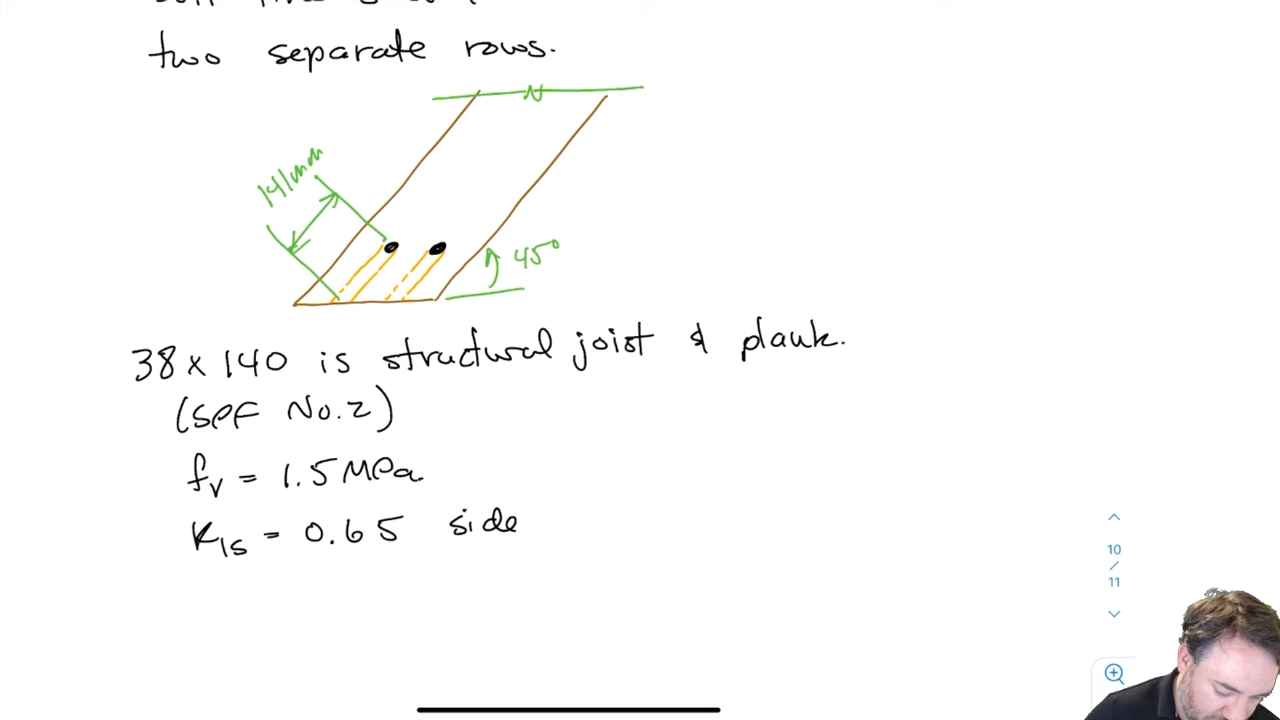 two separate rows.
N
141mm
45°
38 x 140 is structural joist & plank.
(SPF No.2)
fv = 1.5 MPa
K1s = 0.65 side
10
/
11